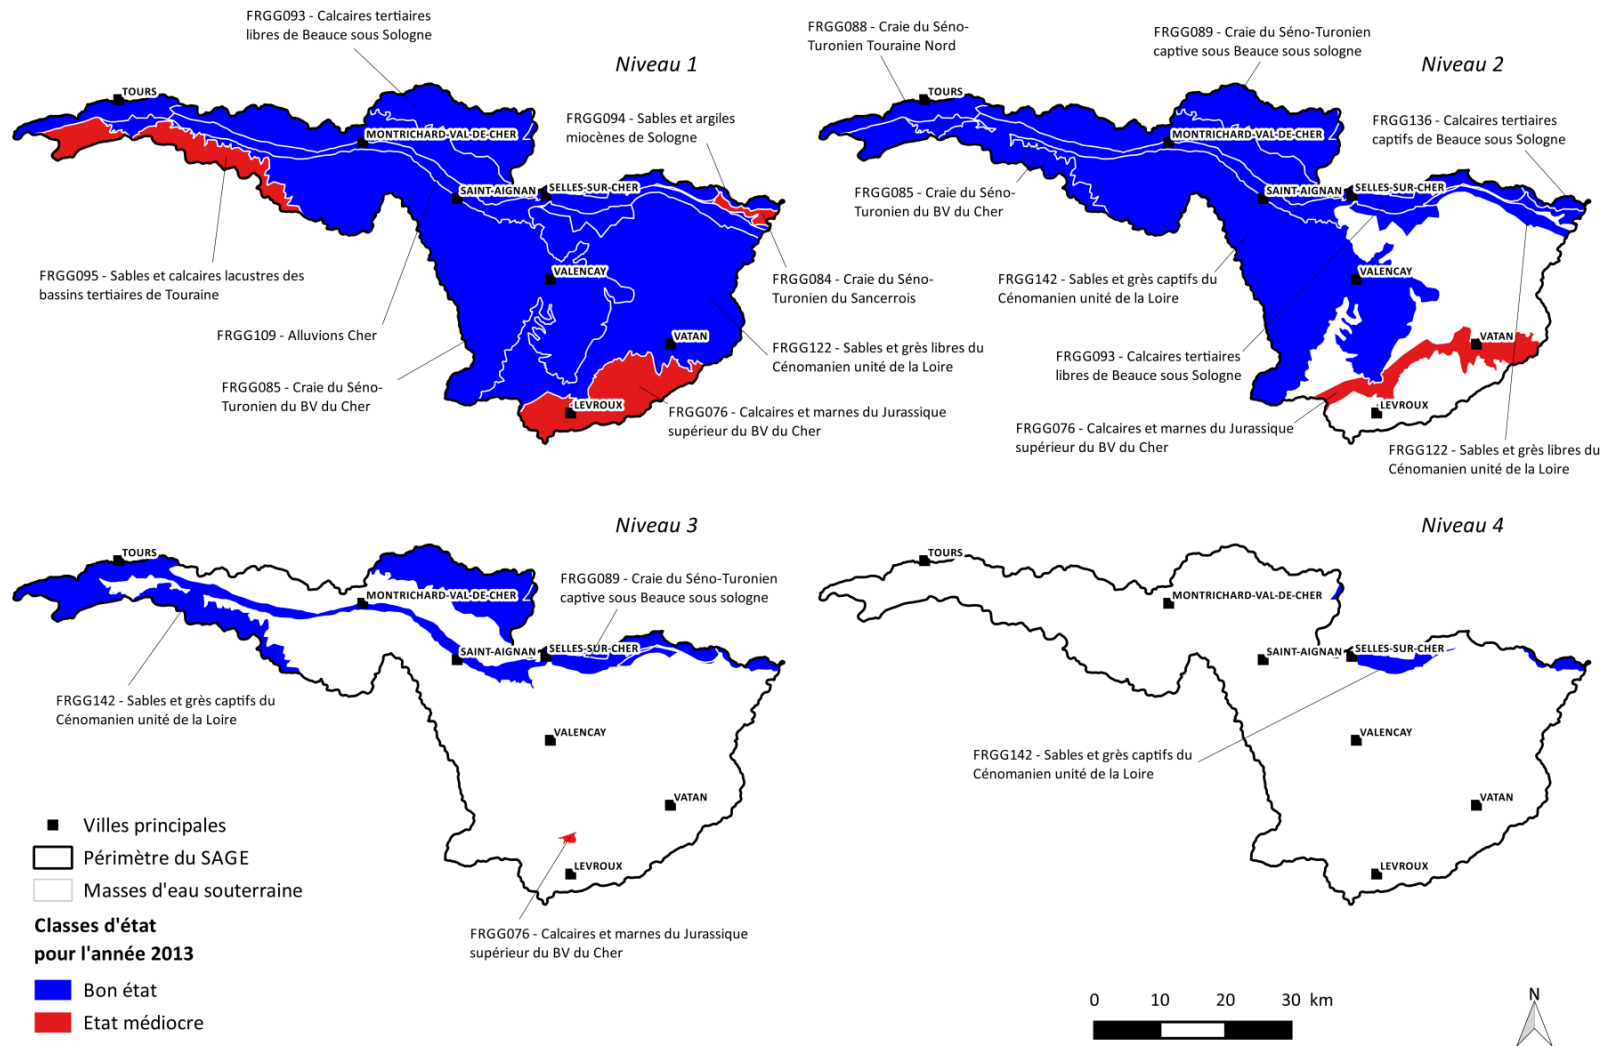 Niveau 1
FRGG093 - Calcaires tertiaires
libres de Beauce sous Sologne
TOURS
MONTRICHARD-VAL-DE-CHER
FRGG094 - Sables et argiles
miocènes de Sologne
SAINT-AIGNAN
SELLES-SUR-CHER
FRGG095 - Sables et calcaires lacustres des
bassins tertiaires de Touraine
VALENCAY
FRGG084 - Craie du Séno-
Turonien du Sancerrois
FRGG109 - Alluvions Cher
VATAN
FRGG122 - Sables et grès libres du
Cénomanien unité de la Loire
FRGG085 - Craie du Séno-
Turonien du BV du Cher
LEVROUX
FRGG076 - Calcaires et marnes du Jurassique
supérieur du BV du Cher
Niveau 2
FRGG088 - Craie du Séno-
Turonien Touraine Nord
FRGG089 - Craie du Séno-Turonien
captive sous Beauce sous sologne
TOURS
MONTRICHARD-VAL-DE-CHER
FRGG136 - Calcaires tertiaires
captifs de Beauce sous Sologne
FRGG085 - Craie du Séno-
Turonien du BV du Cher
SAINT-AIGNAN
SELLES-SUR-CHER
FRGG142 - Sables et grès captifs du
Cénomanien unité de la Loire
VALENCAY
FRGG093 - Calcaires tertiaires
libres de Beauce sous Sologne
VATAN
LEVROUX
FRGG076 - Calcaires et marnes du Jurassique
supérieur du BV du Cher
FRGG122 - Sables et grès libres du
Cénomanien unité de la Loire
Niveau 3
TOURS
FRGG089 - Craie du Séno-Turonien
captive sous Beauce sous sologne
MONTRICHARD-VAL-DE-CHER
SAINT-AIGNAN
SELLES-SUR-CHER
FRGG142 - Sables et grès captifs du
Cénomanien unité de la Loire
VALENCAY
VATAN
LEVROUX
FRGG076 - Calcaires et marnes du Jurassique
supérieur du BV du Cher
Niveau 4
TOURS
MONTRICHARD-VAL-DE-CHER
SAINT-AIGNAN
SELLES-SUR-CHER
FRGG142 - Sables et grès captifs du
Cénomanien unité de la Loire
VALENCAY
VATAN
LEVROUX
Villes principales
Périmètre du SAGE
Masses d'eau souterraine
Classes d'état
pour l'année 2013
Bon état
Etat médiocre
0 10 20 30 km
N